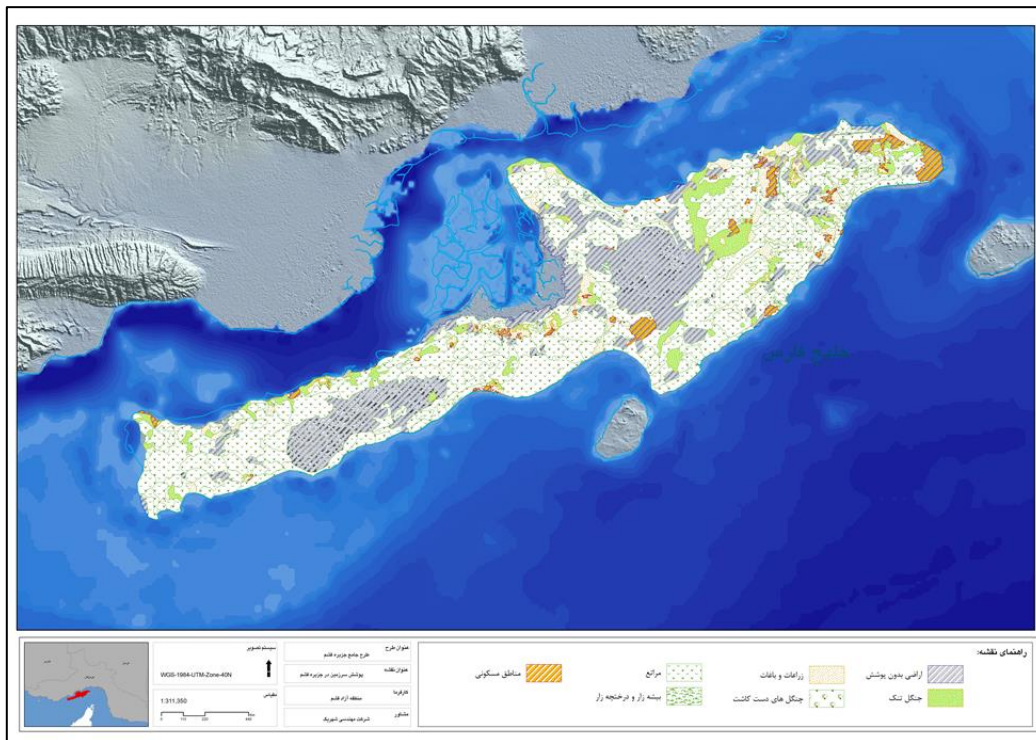 خلیج فارس
راهنمای نقشه:
اراضی بدون پوشش
زراعات و باغات
مراتع
مناطق مسکونی
جنگل تنک
جنگل های دست کاشت
بیشه زار و درختچه زار
عنوان طرح
طرح جامع جزیره قشم
عنوان نقشه
پوشش سرزمین در جزیره قشم
کارفرما
منطقه آزاد قشم
مشاور
شرکت مهندسی شهرپیک
سیستم تصویر
WGS-1984-UTM-Zone-40N
مقیاس
1:311,350